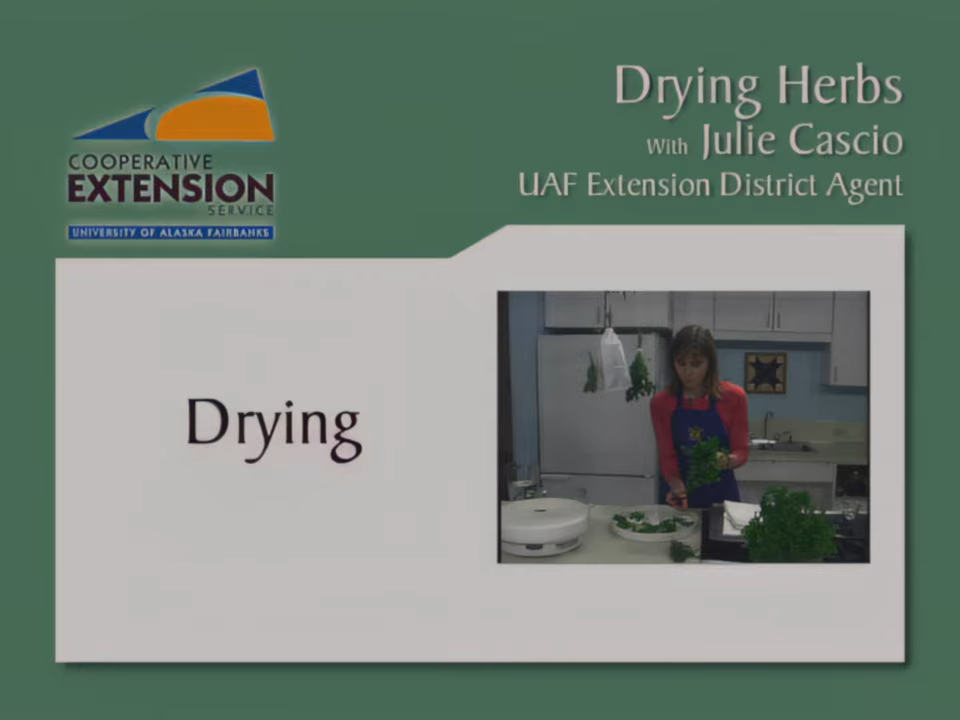 COOPERATIVE
EXTENSION
SERVICE
UNIVERSITY OF ALASKA FAIRBANKS
Drying Herbs
With Julie Cascio
UAF Extension District Agent
Drying